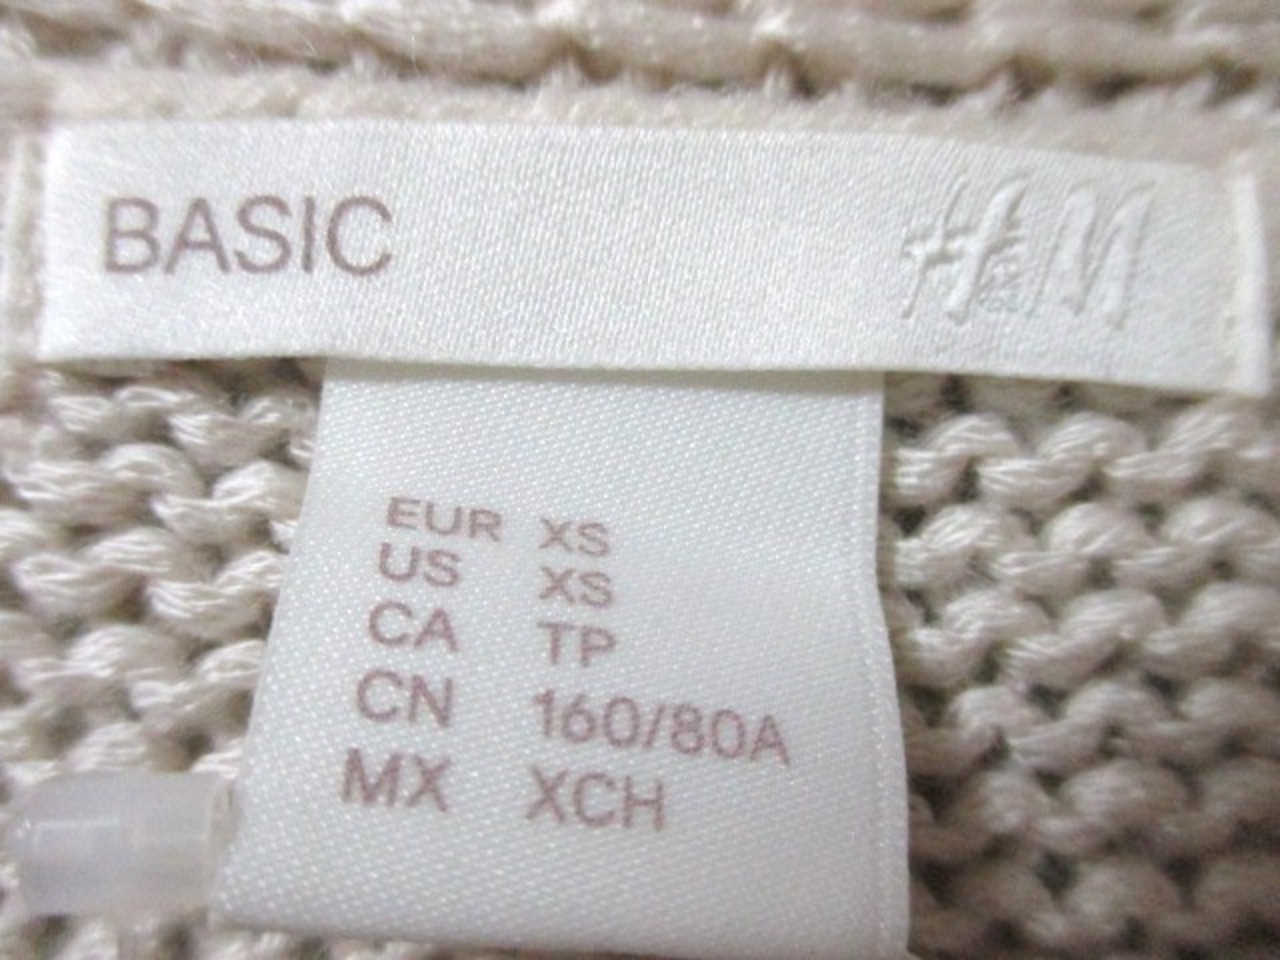 BASIC H&M
EUR XS
US XS
CA TP
CN 160/80A
MX XCH